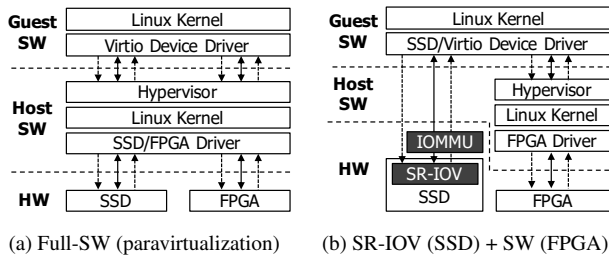 Guest SW
Linux Kernel
Virtio Device Driver
Host SW
Hypervisor
Linux Kernel
SSD/FPGA Driver
HW
SSD
FPGA
(a) Full-SW (paravirtualization)
Guest SW
Linux Kernel
SSD/Virtio Device Driver
Host SW
Hypervisor
Linux Kernel
FPGA Driver
HW
IOMMU
SR-IOV
SSD
FPGA
(b) SR-IOV (SSD) + SW (FPGA)